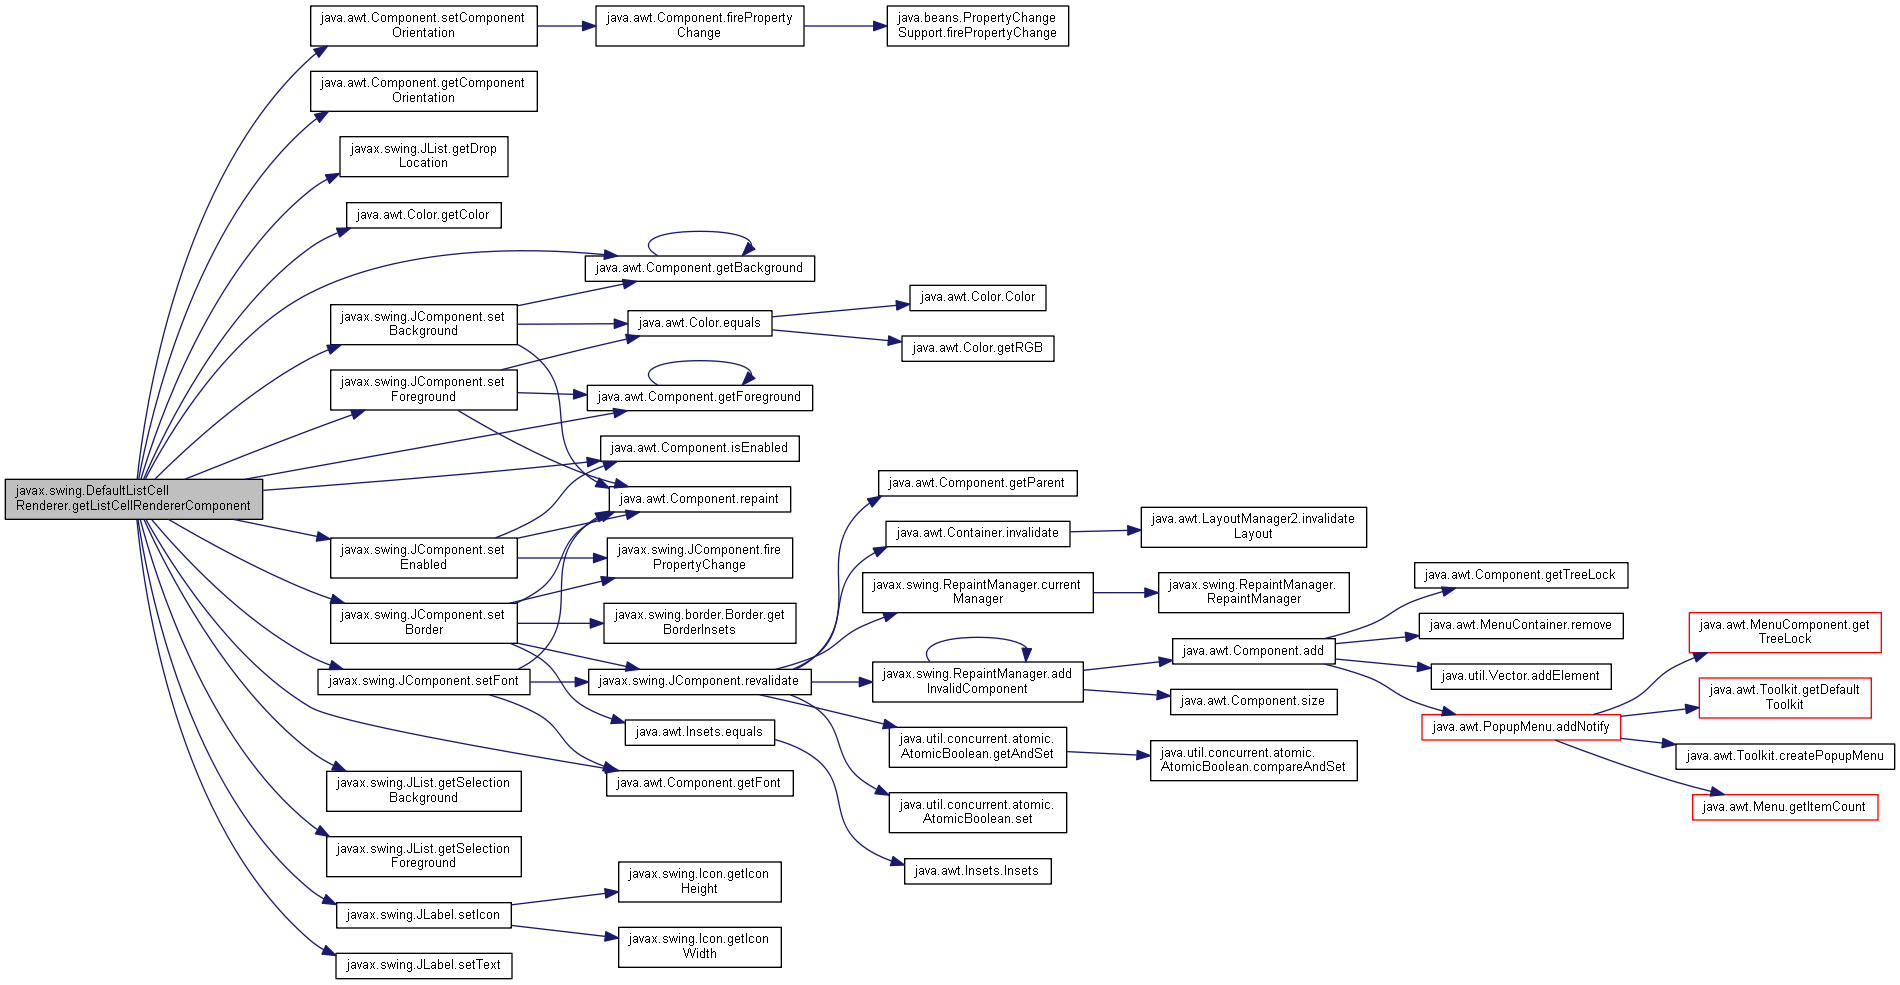 javax.swing.DefaultListCell
Renderer.getListCellRendererComponent
java.awt.Component.setComponent
Orientation
java.awt.Component.getComponent
Orientation
javax.swing.JList.getDrop
Location
java.awt.Color.getColor
javax.swing.JComponent.set
Background
javax.swing.JComponent.set
Foreground
javax.swing.JComponent.set
Enabled
javax.swing.JComponent.set
Border
javax.swing.JComponent.setFont
javax.swing.JList.getSelection
Background
javax.swing.JList.getSelection
Foreground
javax.swing.JLabel.setIcon
javax.swing.JLabel.setText
java.awt.Component.fireProperty
Change
java.awt.Component.getBackground
java.awt.Color.equals
java.awt.Component.getForeground
java.awt.Component.isEnabled
java.awt.Component.repaint
javax.swing.JComponent.fire
PropertyChange
javax.swing.border.Border.get
BorderInsets
javax.swing.JComponent.revalidate
java.awt.Insets.equals
java.awt.Component.getFont
javax.swing.Icon.getIcon
Height
javax.swing.Icon.getIcon
Width
java.beans.PropertyChange
Support.firePropertyChange
java.awt.Color.Color
java.awt.Color.getRGB
java.awt.Component.getParent
java.awt.Container.invalidate
javax.swing.RepaintManager.current
Manager
javax.swing.RepaintManager.add
InvalidComponent
java.util.concurrent.atomic.
AtomicBoolean.getAndSet
java.util.concurrent.atomic.
AtomicBoolean.set
java.awt.Insets.Insets
java.awt.LayoutManager2.invalidate
Layout
javax.swing.RepaintManager.
RepaintManager
java.awt.Component.add
java.awt.Component.size
java.util.concurrent.atomic.
AtomicBoolean.compareAndSet
java.awt.Component.getTreeLock
java.awt.MenuContainer.remove
java.util.Vector.addElement
java.awt.PopupMenu.addNotify
java.awt.MenuComponent.get
TreeLock
java.awt.Toolkit.getDefault
Toolkit
java.awt.Toolkit.createPopupMenu
java.awt.Menu.getItemCount